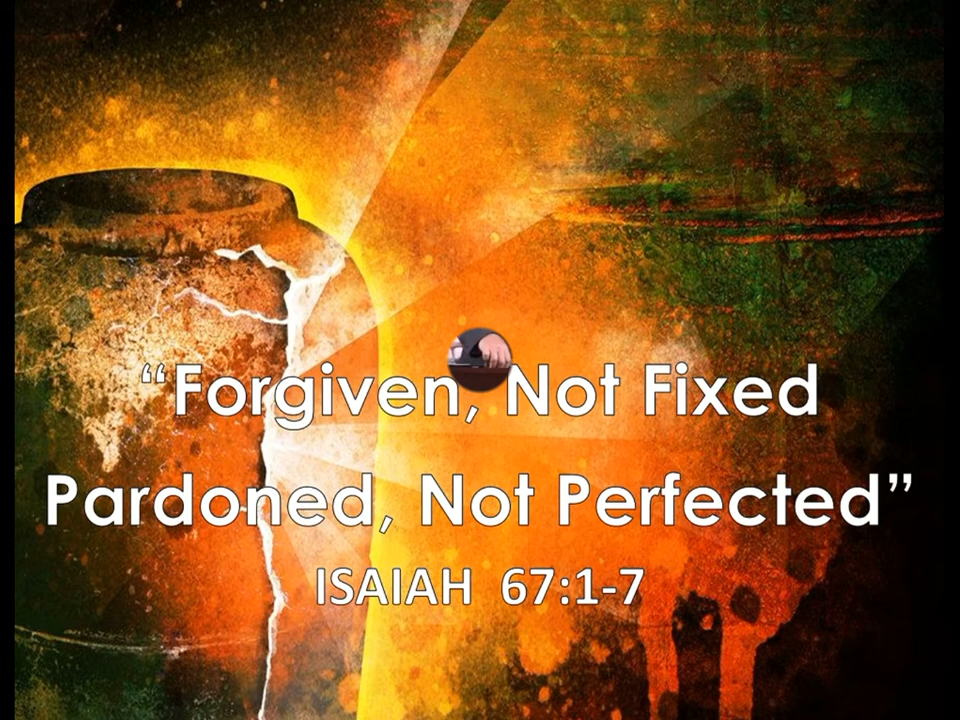 “Forgiven, Not Fixed
Pardoned, Not Perfected”
ISAIAH 67:1-7